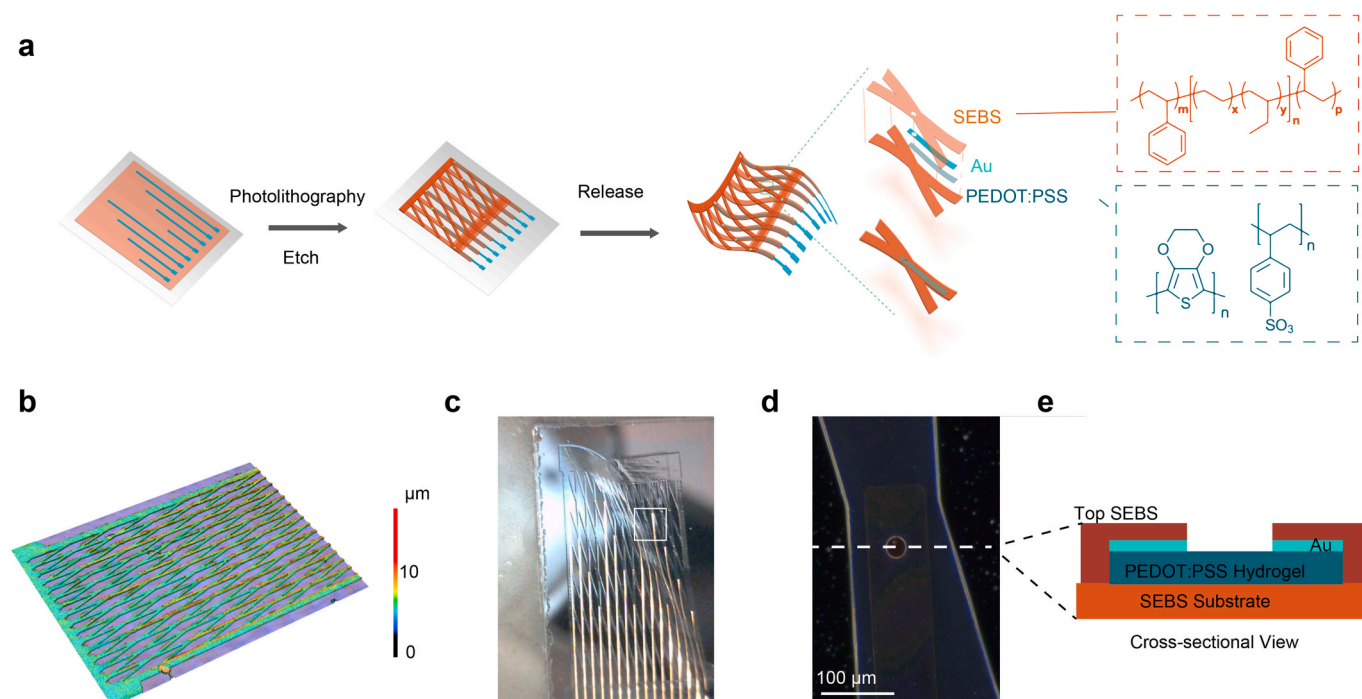 a
Photolithography
Etch
Release
SEBS
Au
PEDOT:PSS
m
x
y
n
p
O
O
S
n
n
SO3
b
µm
10
0
c
d
100 µm
e
Top SEBS
Au
PEDOT:PSS Hydrogel
SEBS Substrate
Cross-sectional View